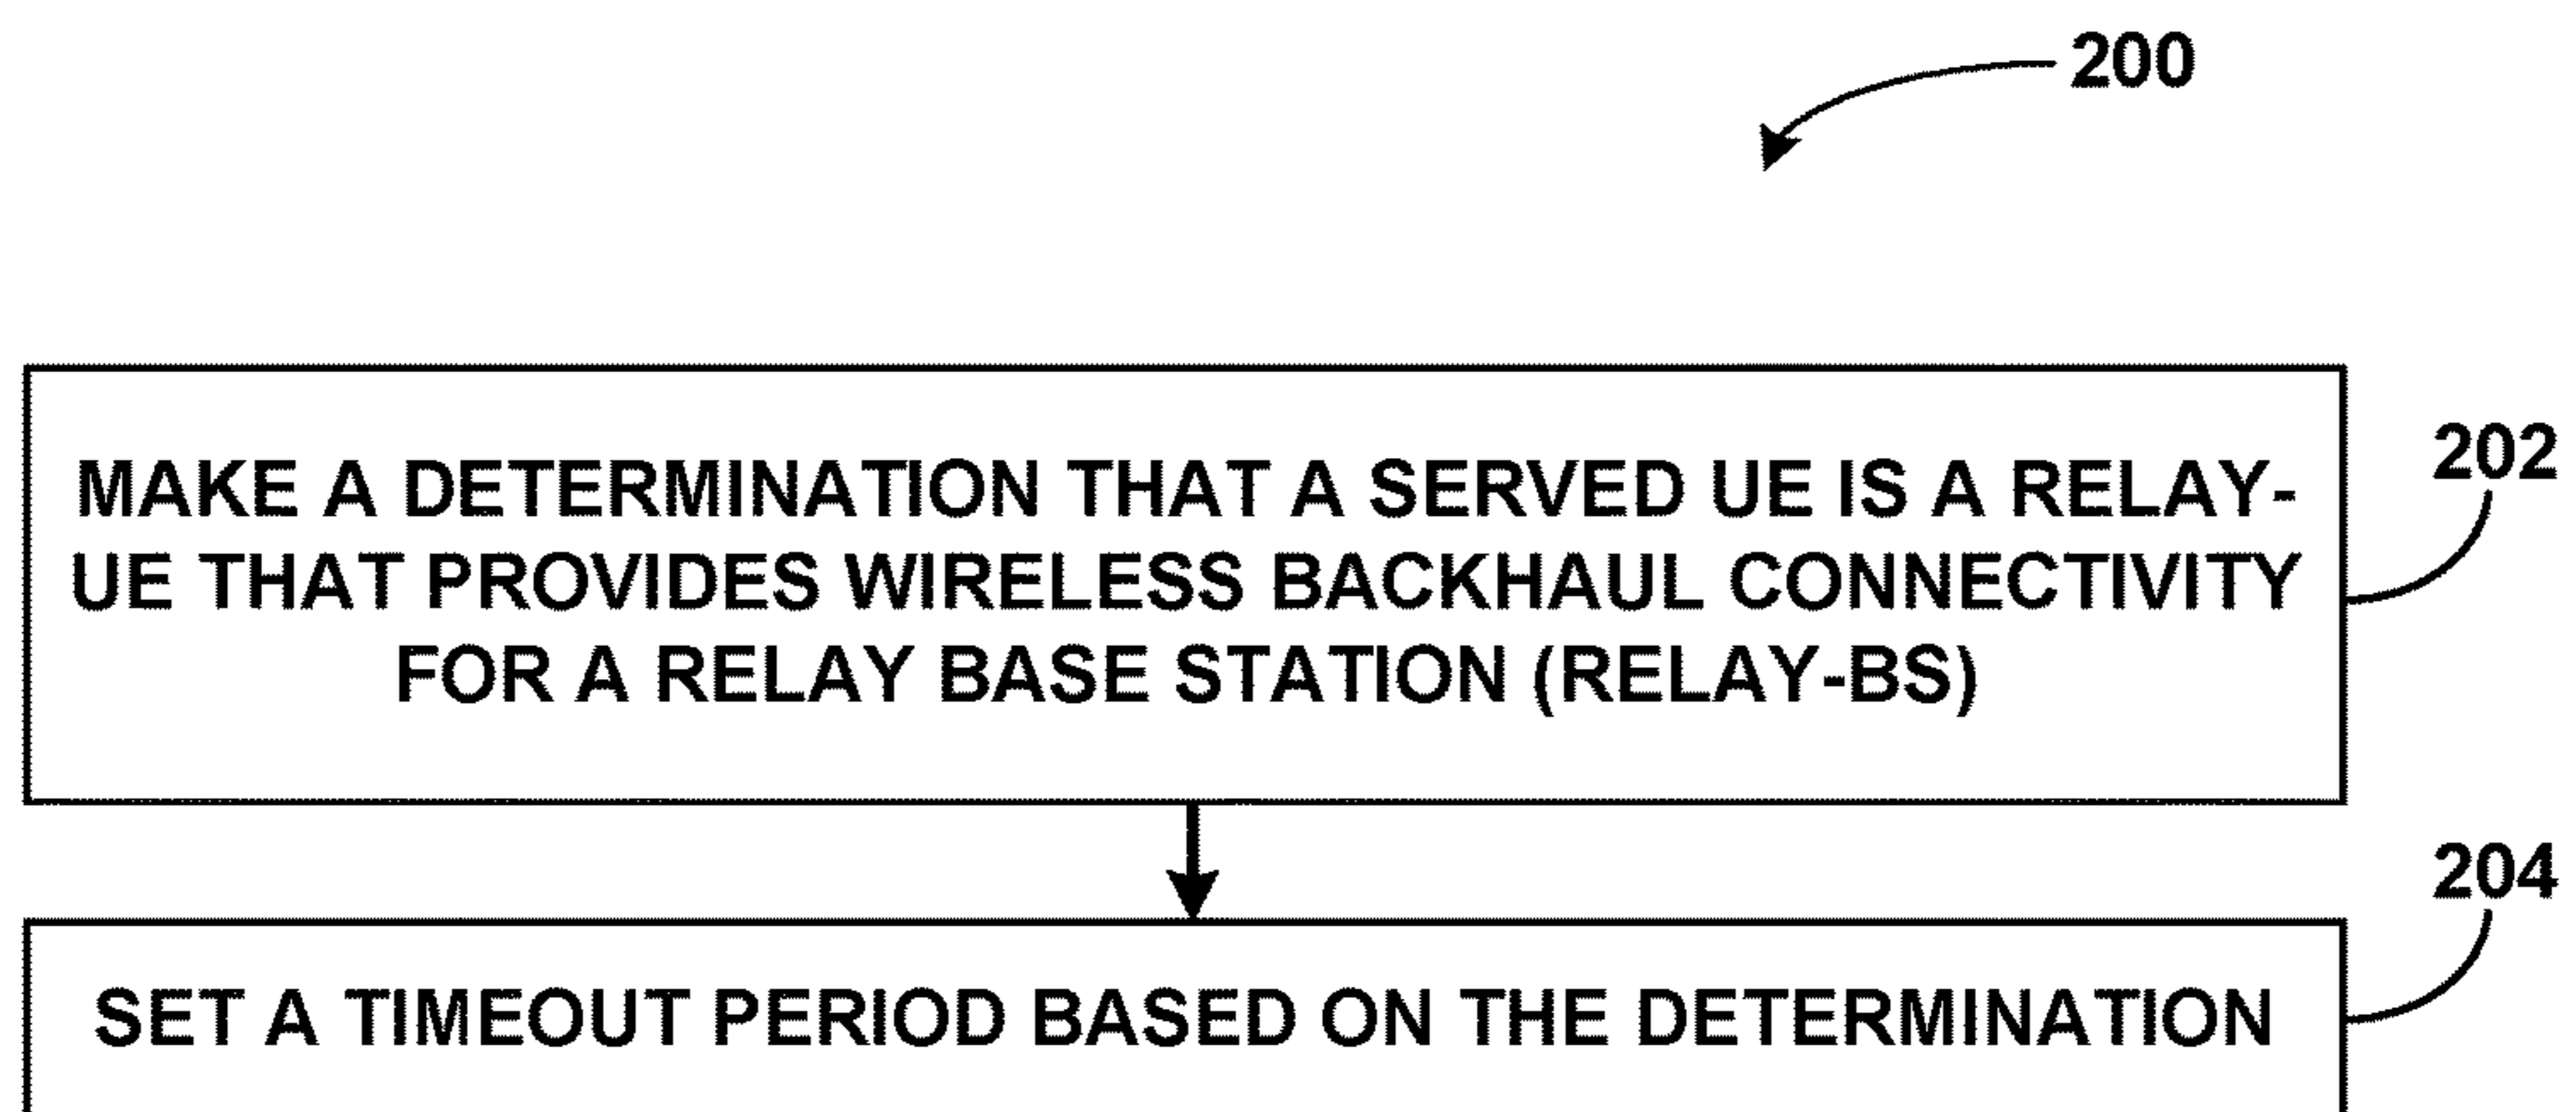 200
202
MAKE A DETERMINATION THAT A SERVED UE IS A RELAY-
UE THAT PROVIDES WIRELESS BACKHAUL CONNECTIVITY
FOR A RELAY BASE STATION (RELAY-BS)
204
SET A TIMEOUT PERIOD BASED ON THE DETERMINATION